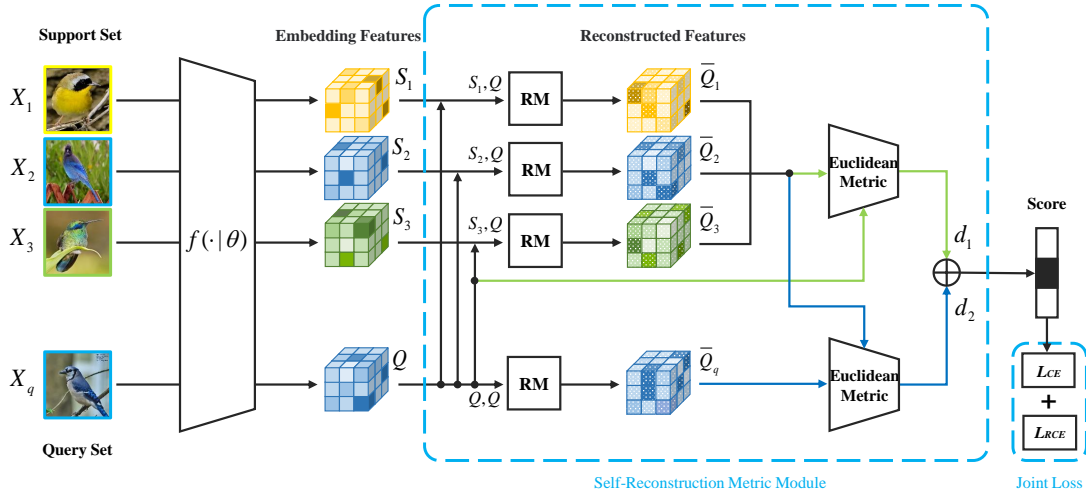 Support Set
Embedding Features
Reconstructed Features
X1
S1
S1,Q
RM
Q̅1
X2
S2
S2,Q
RM
Q̅2
Euclidean
Metric
X3
S3
S3,Q
RM
Q̅3
f(·|θ)
Score
d1
d2
Xq
Q
Q,Q
RM
Q̅q
Euclidean
Metric
LCE
+
LRCE
Query Set
Self-Reconstruction Metric Module
Joint Loss